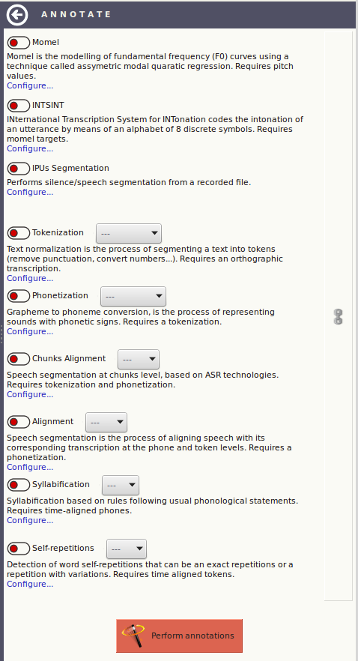 ANNOTATE
Momel
Momel is the modelling of fundamental frequency (F0) curves using a
technique called assymetric modal quaratic regression. Requires pitch
values.
Configure...
INTSINT
INternational Transcription System for INTonation codes the intonation of
an utterance by means of an alphabet of 8 discrete symbols. Requires
momel targets.
Configure...
IPUs Segmentation
Performs silence/speech segmentation from a recorded file.
Configure...
Tokenization ---
Text normalization is the process of segmenting a text into tokens
(remove punctuation, convert numbers...). Requires an orthographic
transcription.
Configure...
Phonetization ---
Grapheme to phoneme conversion, is the process of representing
sounds with phonetic signs. Requires a tokenization.
Configure...
Chunks Alignment ---
Speech segmentation at chunks level, based on ASR technologies.
Requires tokenization and phonetization.
Configure...
Alignment ---
Speech segmentation is the process of aligning speech with its
corresponding transcription at the phone and token levels. Requires a
phonetization.
Configure...
Syllabification ---
Syllabification based on rules following usual phonological statements.
Requires time-aligned phones.
Configure...
Self-repetitions ---
Detection of word self-repetitions that can be an exact repetitions or a
repetition with variations. Requires time aligned tokens.
Configure...
Perform annotations